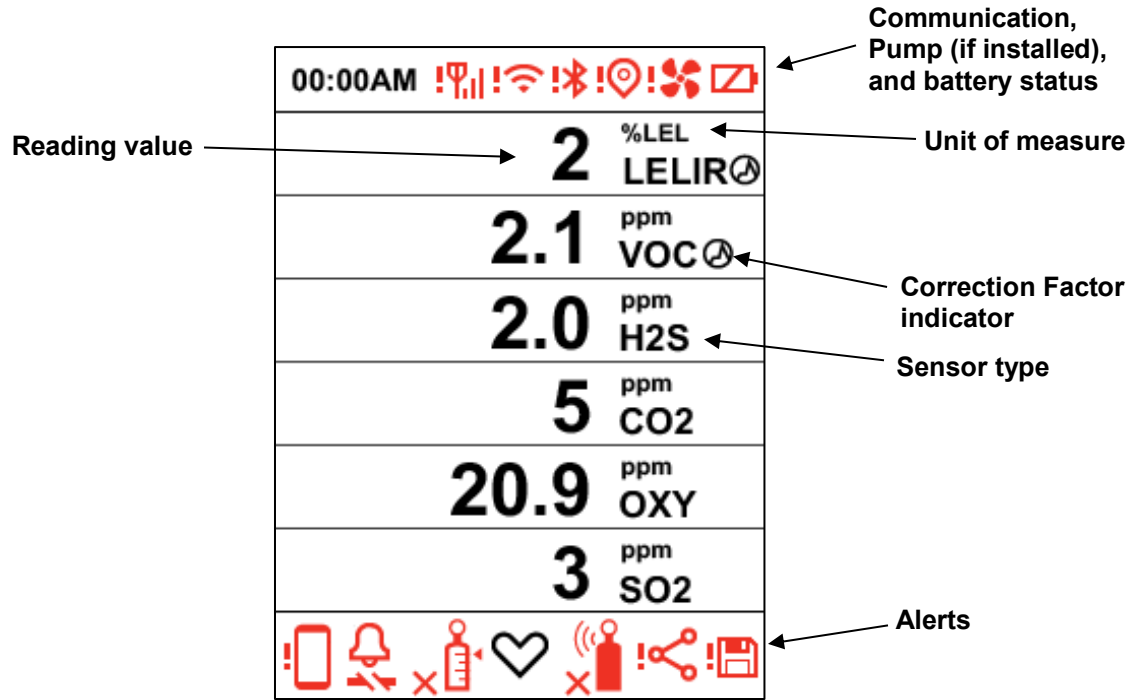 Communication,
Pump (if installed),
and battery status
00:00AM ! ! ! ! !
Reading value
2 %LEL
LELIR
Unit of measure
2.1 ppm
VOC
Correction Factor
indicator
2.0 ppm
H2S
Sensor type
5 ppm
CO2
20.9 ppm
OXY
3 ppm
SO2
Alerts
! ! !